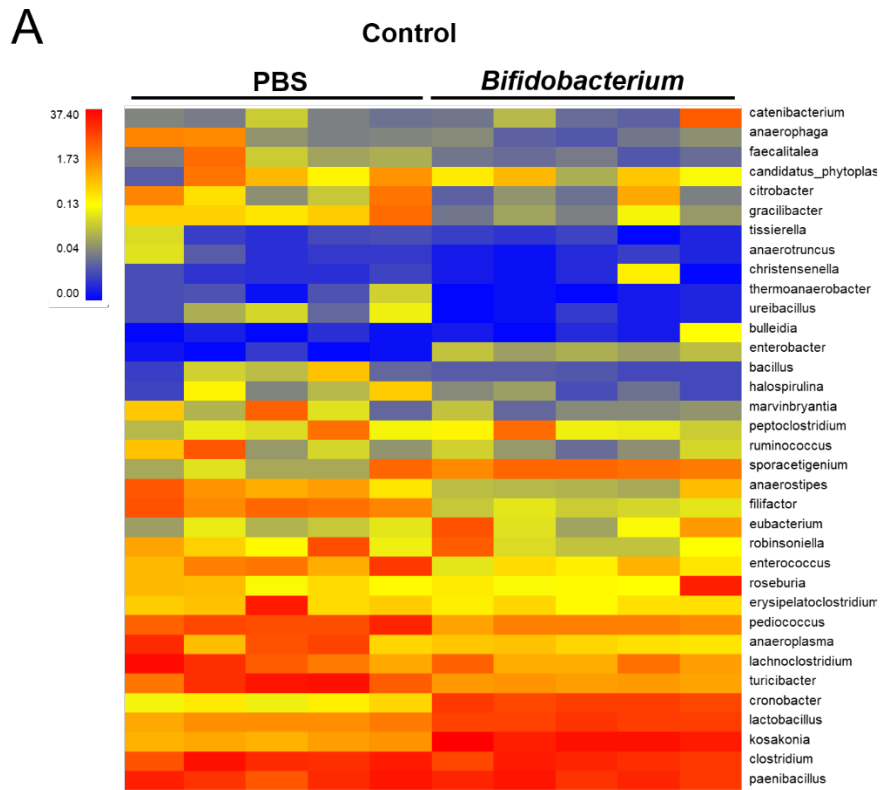 A
Control
PBS
Bifidobacterium
37.40
1.73
0.13
0.04
0.00
catenibacterium
anaerophaga
faecalitalea
candidatus_phytoplas
citrobacter
gracilibacter
tissierella
anaerotruncus
christensenella
thermoanaerobacter
ureibacillus
bulleidia
enterobacter
bacillus
halospirulina
marvinbryantia
peptoclostridium
ruminococcus
sporacetigenium
anaerostipes
filifactor
eubacterium
robinsoniella
enterococcus
roseburia
erysipelatoclostridium
pediococcus
anaeroplasma
lachnoclostridium
turicibacter
cronobacter
lactobacillus
kosakonia
clostridium
paenibacillus